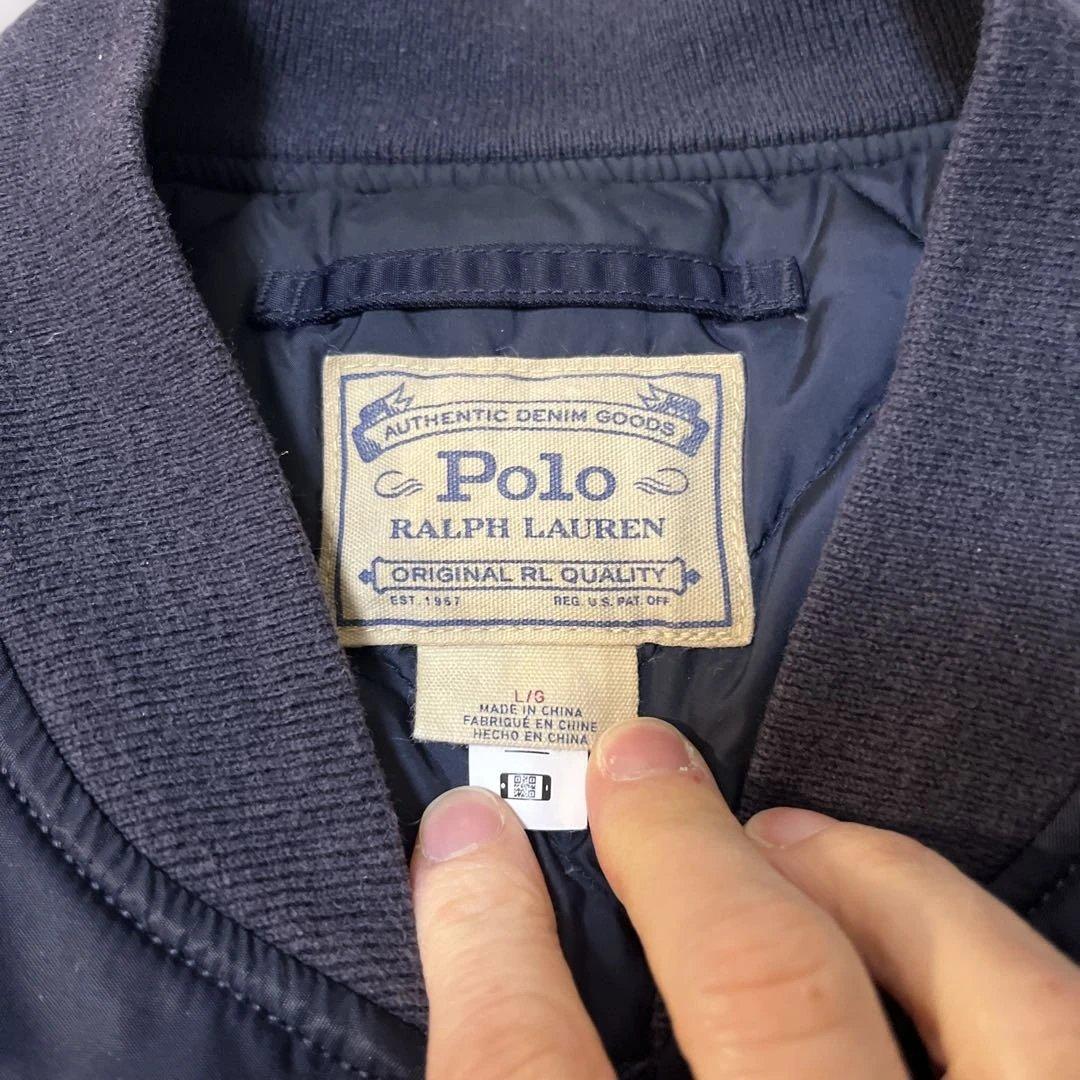 AUTHENTIC DENIM GOODS
Polo
RALPH LAUREN
ORIGINAL RL QUALITY
EST. 1967 REG. U.S. PAT. OFF
L/G
MADE IN CHINA
FABRIQUÉ EN CHINE
HECHO EN CHINA